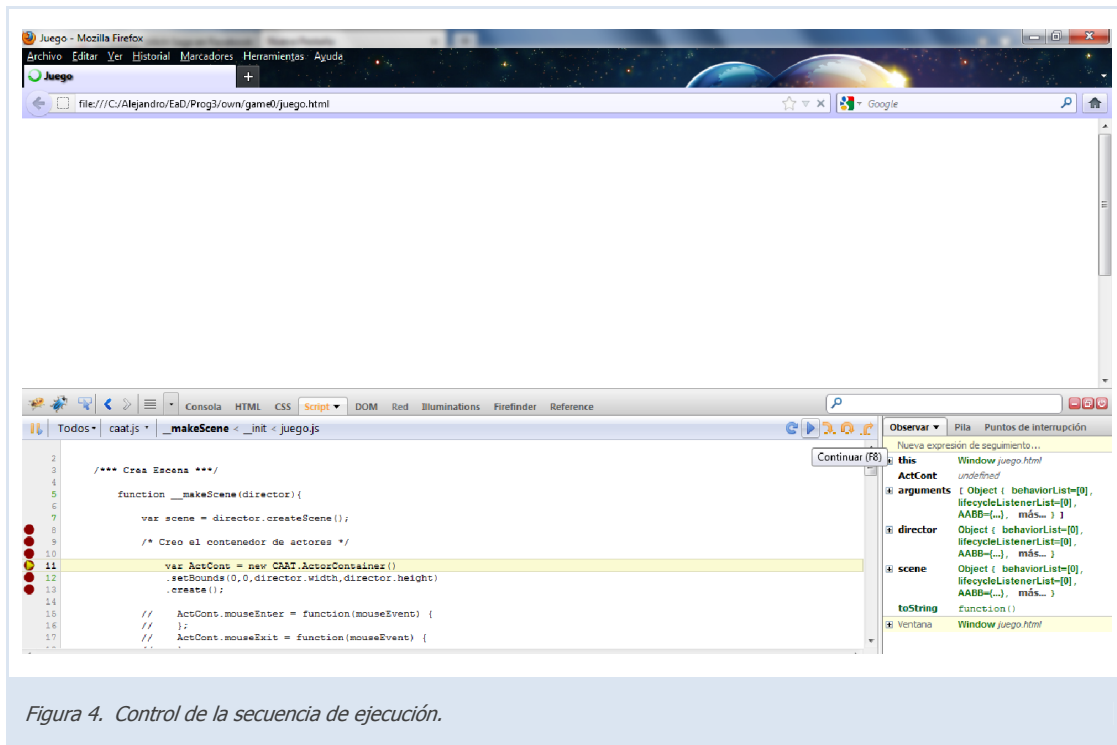 Juego - Mozilla Firefox
Archivo Editar Ver Historial Marcadores Herramientas Ayuda
Juego
file:///C:/Alejandro/EaD/Prog3/own/game0/juego.html
Google
Consola HTML CSS Script DOM Red Illuminations Firefinder Reference
Todos caat.js __makeScene < __init < juego.js
Observar Pila Puntos de interrupción
Continuar (F8)
Nueva expresión de seguimiento...
2
3 /*** Crea Escena ***/
4
5 function __makeScene(director){
6
7 var scene = director.createScene();
8
9 /* Creo el contenedor de actores */
10
11 var ActCont = new CAAT.ActorContainer()
12 .setBounds(0,0,director.width,director.height)
13 .create();
14
15 // ActCont.mouseEnter = function(mouseEvent) {
16 // };
17 // ActCont.mouseExit = function(mouseEvent) {
this Window juego.html
ActCont undefined
arguments [ Object { behaviorList=[0],
lifecycleListenerList=[0],
AABB={...}, más... } ]
director Object { behaviorList=[0],
lifecycleListenerList=[0],
AABB={...}, más... }
scene Object { behaviorList=[0],
lifecycleListenerList=[0],
AABB={...}, más... }
toString function()
Ventana Window juego.html
Figura 4. Control de la secuencia de ejecución.